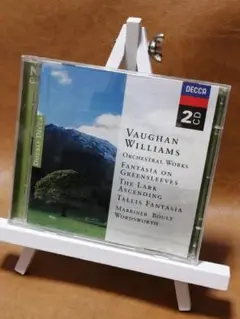 DECCA
2CD
VAUGHAN
WILLIAMS
ORCHESTRAL WORKS
FANTASIA ON
GREENSLEEVES
THE LARK
ASCENDING
TALLIS FANTASIA
MARRINER BOULT
WORDSWORTH